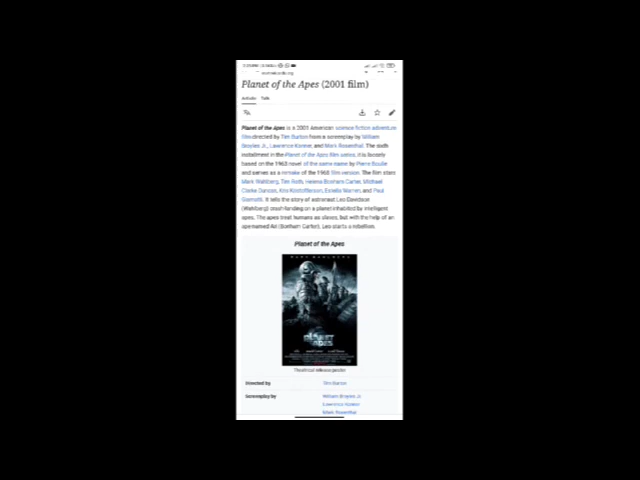 Planet of the Apes (2001 film)
Article Talk
Planet of the Apes is a 2001 American science fiction adventure
film directed by Tim Burton from a screenplay by William
Broyles Jr., Lawrence Konner, and Mark Rosenthal. The sixth
installment in the Planet of the Apes film series, it is loosely
based on the 1963 novel of the same name by Pierre Boulle
and serves as a remake of the 1968 film version. The film stars
Mark Wahlberg, Tim Roth, Helena Bonham Carter, Michael
Clarke Duncan, Kris Kristofferson, Estella Warren, and Paul
Giamatti. It tells the story of astronaut Leo Davidson
(Wahlberg) crash-landing on a planet inhabited by intelligent
apes. The apes treat humans as slaves, but with the help of an
ape named Ari (Bonham Carter), Leo starts a rebellion.
Planet of the Apes
MARK WAHLBERG
PLANET
APES
Theatrical release poster
Directed by Tim Burton
Screenplay by William Broyles Jr.
Lawrence Konner
Mark Rosenthal